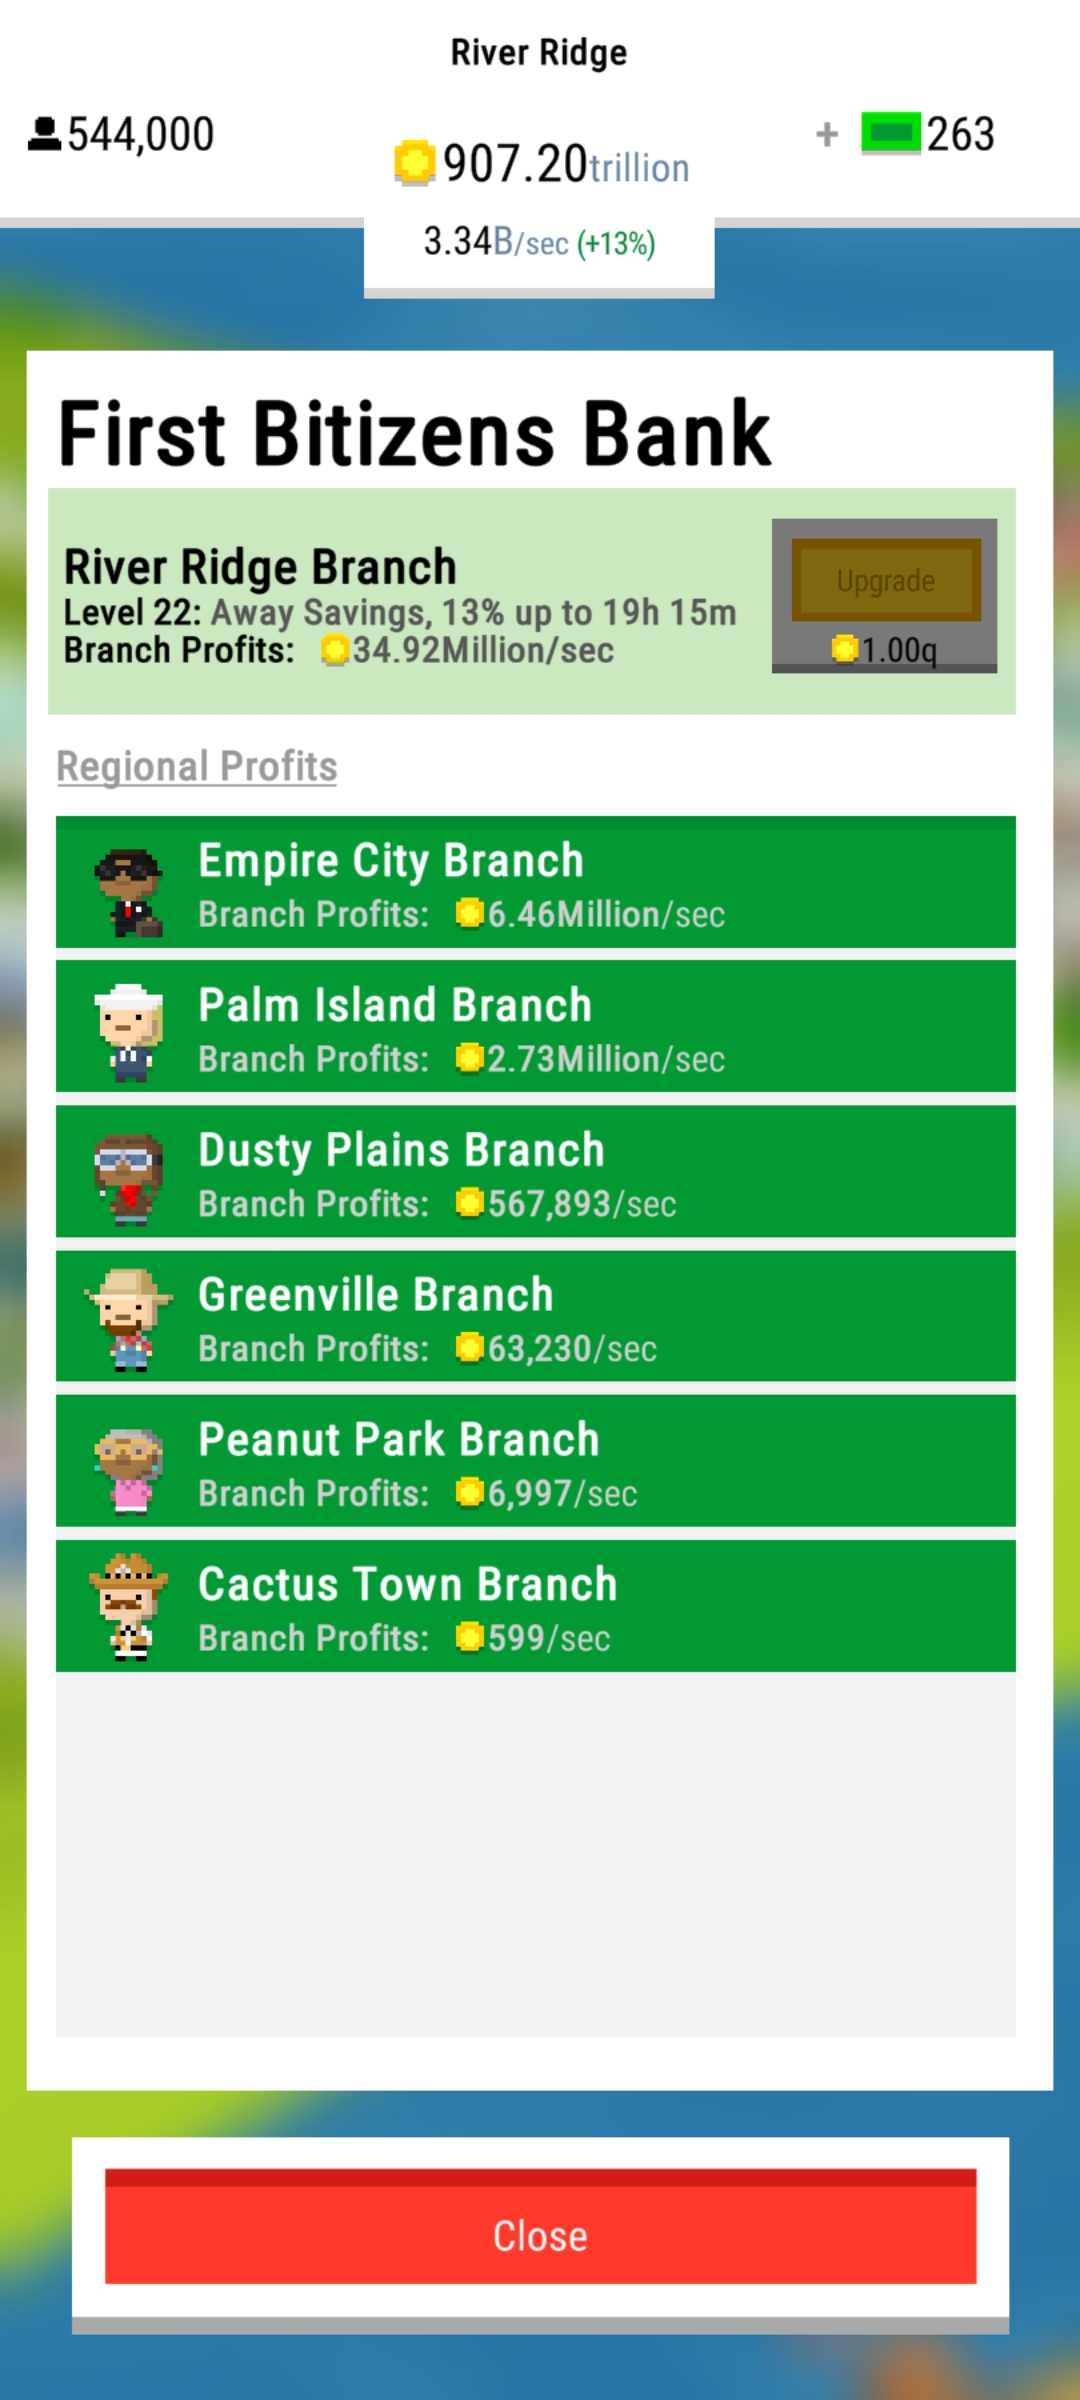 River Ridge
544,000
907.20trillion
+ 263
3.34B/sec (+13%)
First Bitizens Bank
River Ridge Branch
Level 22: Away Savings, 13% up to 19h 15m
Branch Profits: 34.92Million/sec
Upgrade
1.00q
Regional Profits
Empire City Branch
Branch Profits: 6.46Million/sec
Palm Island Branch
Branch Profits: 2.73Million/sec
Dusty Plains Branch
Branch Profits: 567,893/sec
Greenville Branch
Branch Profits: 63,230/sec
Peanut Park Branch
Branch Profits: 6,997/sec
Cactus Town Branch
Branch Profits: 599/sec
Close